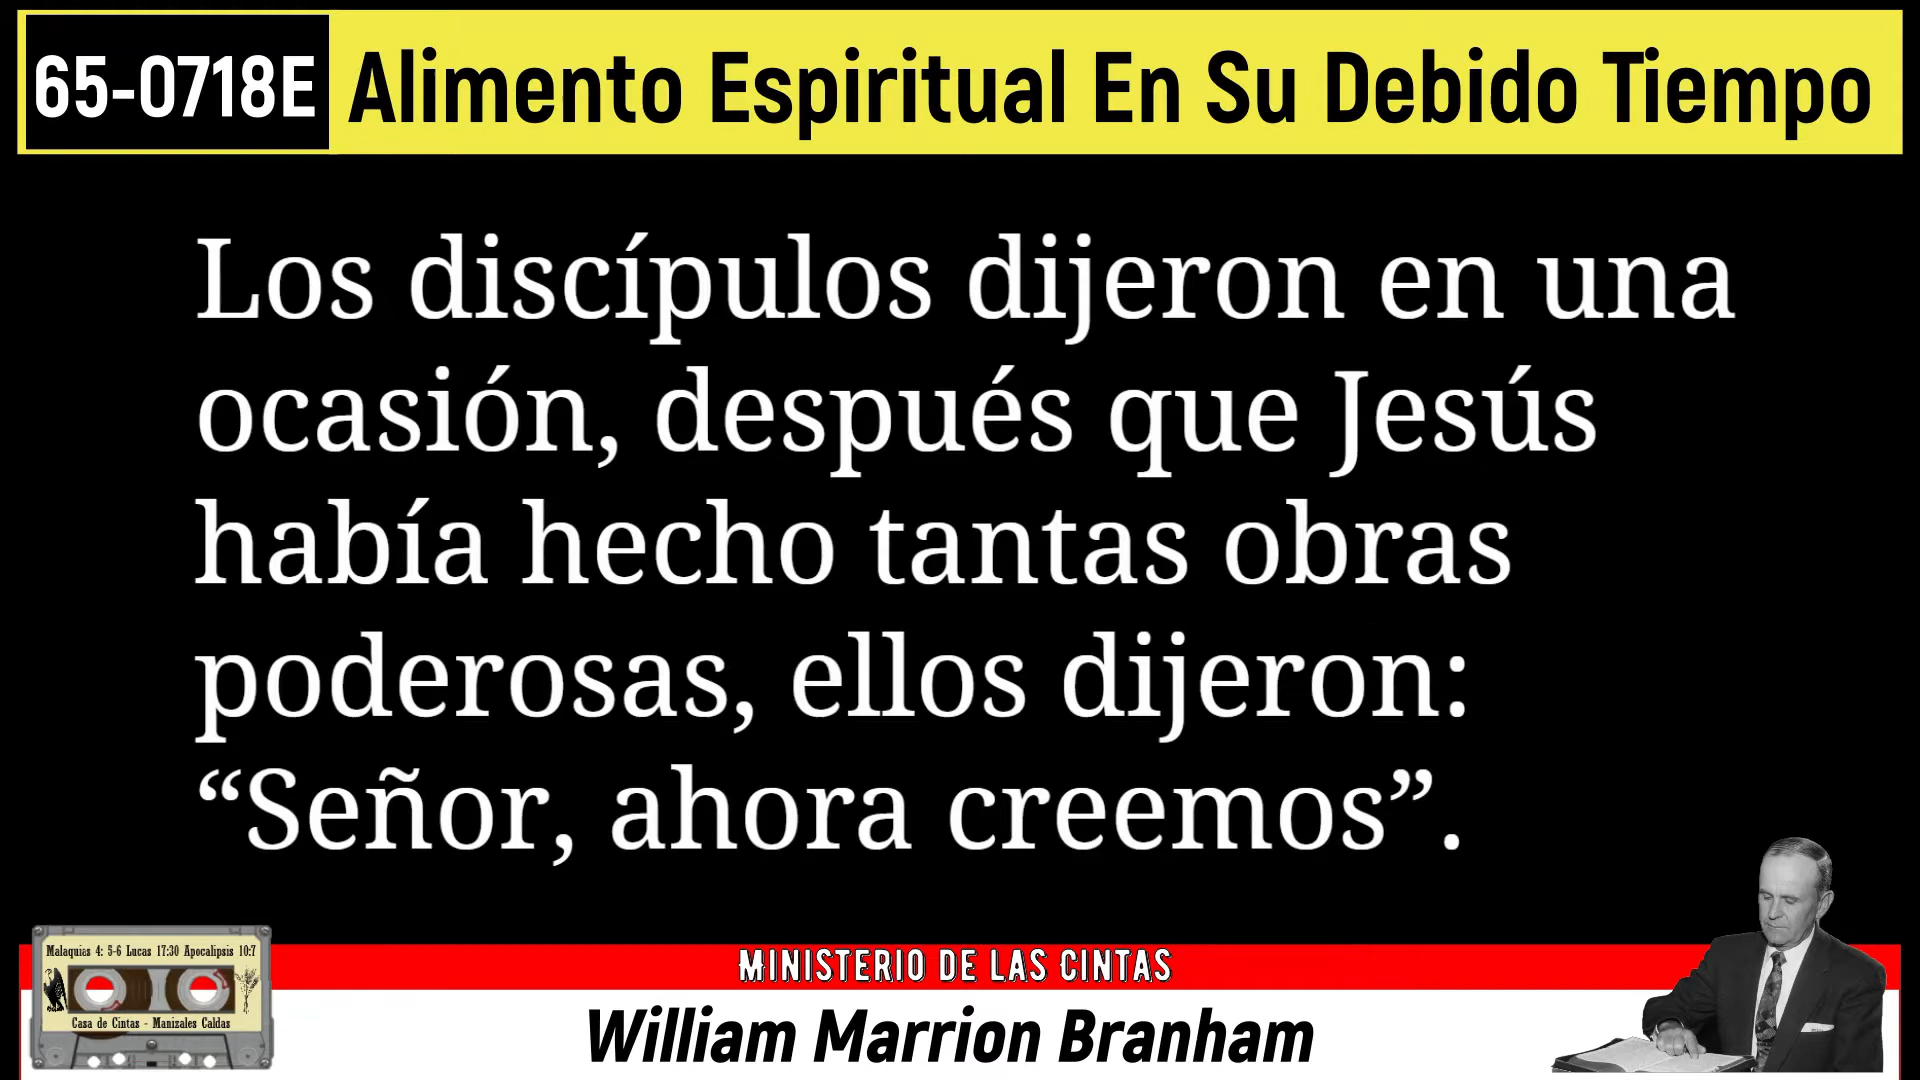 65-0718E Alimento Espiritual En Su Debido Tiempo
Los discípulos dijeron en una
ocasión, después que Jesús
había hecho tantas obras
poderosas, ellos dijeron:
“Señor, ahora creemos”.
Malaquias 4: 5-6 Lucas 17:30 Apocalipsis 10:7
Casa de Cintas - Manizales Caldas
MINISTERIO DE LAS CINTAS
William Marrion Branham